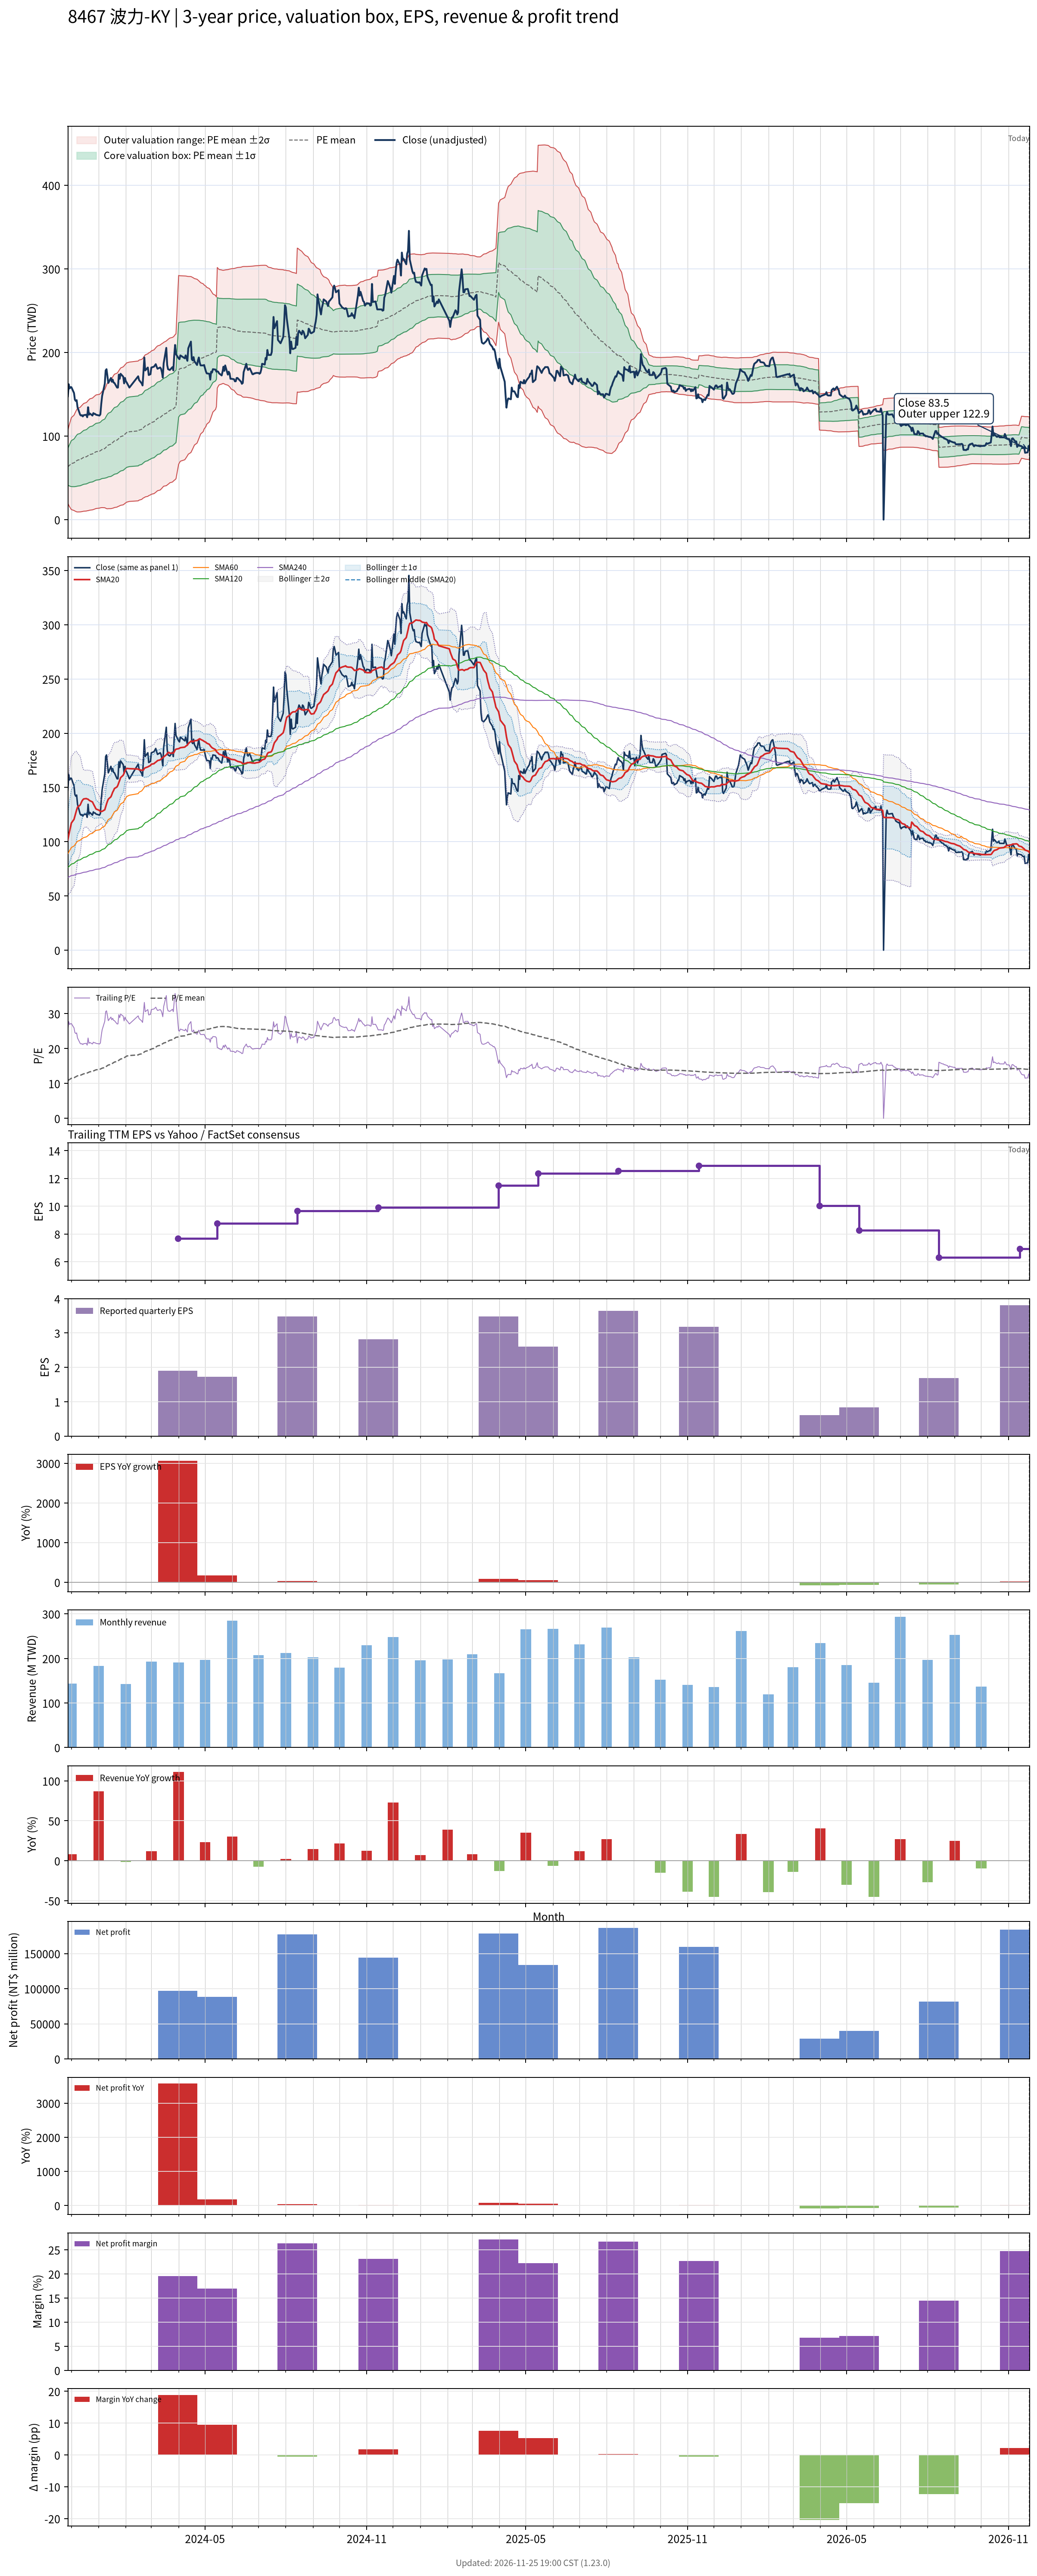 8467 波力-KY | 3-year price, valuation box, EPS, revenue & profit trend
Outer valuation range: PE mean ±2σ
Core valuation box: PE mean ±1σ
PE mean
Close (unadjusted)
Today
Price (TWD)
400
300
200
100
0
Close 83.5
Outer upper 122.9
Close (same as panel 1)
SMA20
SMA60
SMA120
SMA240
Bollinger ±2σ
Bollinger ±1σ
Bollinger middle (SMA20)
Price
350
300
250
200
150
100
50
0
Trailing P/E
P/E mean
P/E
30
20
10
0
Trailing TTM EPS vs Yahoo / FactSet consensus
Today
EPS
14
12
10
8
6
Reported quarterly EPS
EPS
4
3
2
1
0
EPS YoY growth
YoY (%)
3000
2000
1000
0
Monthly revenue
Revenue (M TWD)
300
200
100
0
Revenue YoY growth
YoY (%)
100
50
0
-50
Month
Net profit
Net profit (NT$ million)
150000
100000
50000
0
Net profit YoY
YoY (%)
3000
2000
1000
0
Net profit margin
Margin (%)
25
20
15
10
5
0
Margin YoY change
Δ margin (pp)
20
10
0
-10
-20
2024-05
2024-11
2025-05
2025-11
2026-05
2026-11
Updated: 2026-11-25 19:00 CST (1.23.0)